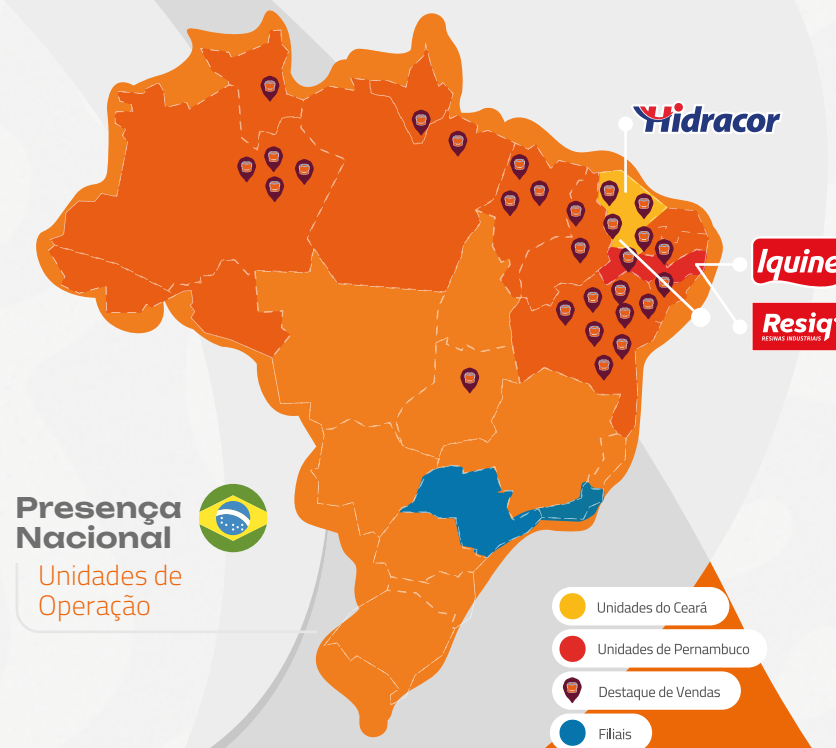 Hidracor
Iquine
Resiq
RESINAS INDUSTRIAIS
Presença
Nacional
Unidades de
Operação
Unidades do Ceará
Unidades de Pernambuco
Destaque de Vendas
Filiais